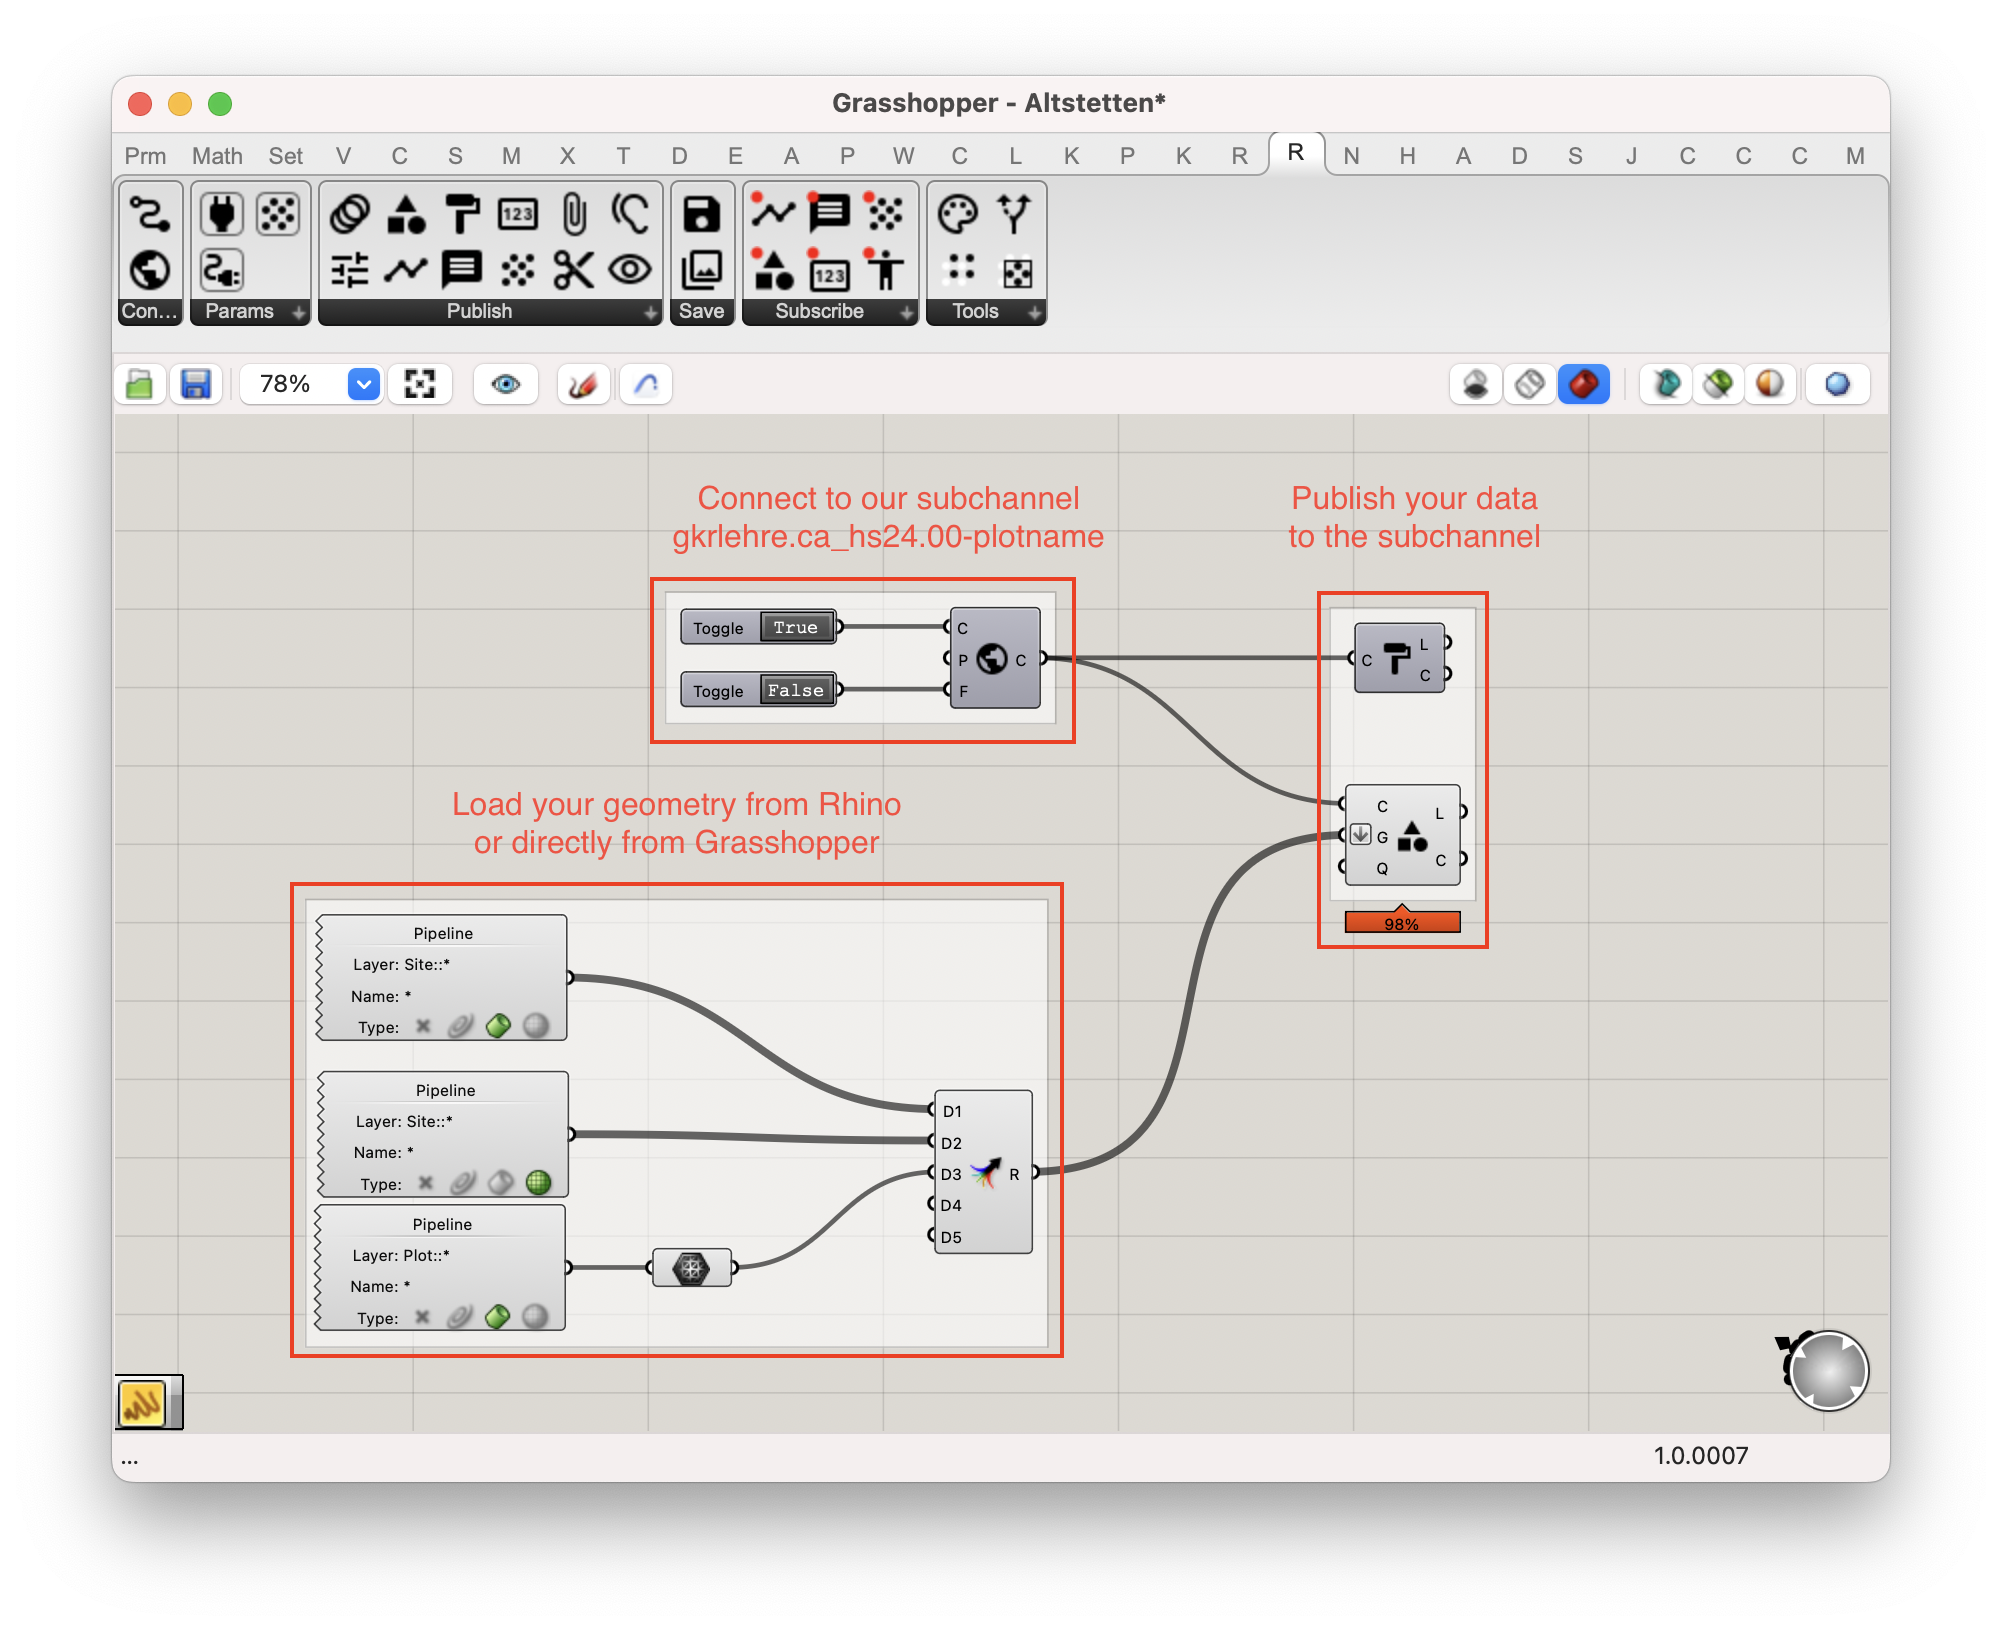 Grasshopper - Altstetten*
Prm Math Set V C S M X T D E A P W C L K P K R R N H A D S J C C C M
123
123
Con... Params Publish Save Subscribe Tools
78%
Connect to our subchannel
gkrlehre.ca_hs24.00-plotname
Publish your data
to the subchannel
Toggle True
Toggle False
C
P C
F
C L
C
Load your geometry from Rhino
or directly from Grasshopper
C L
G
Q C
98%
Pipeline
Layer: Site::*
Name: *
Type:
Pipeline
Layer: Site::*
Name: *
Type:
Pipeline
Layer: Plot::*
Name: *
Type:
D1
D2
D3 R
D4
D5
...
1.0.0007